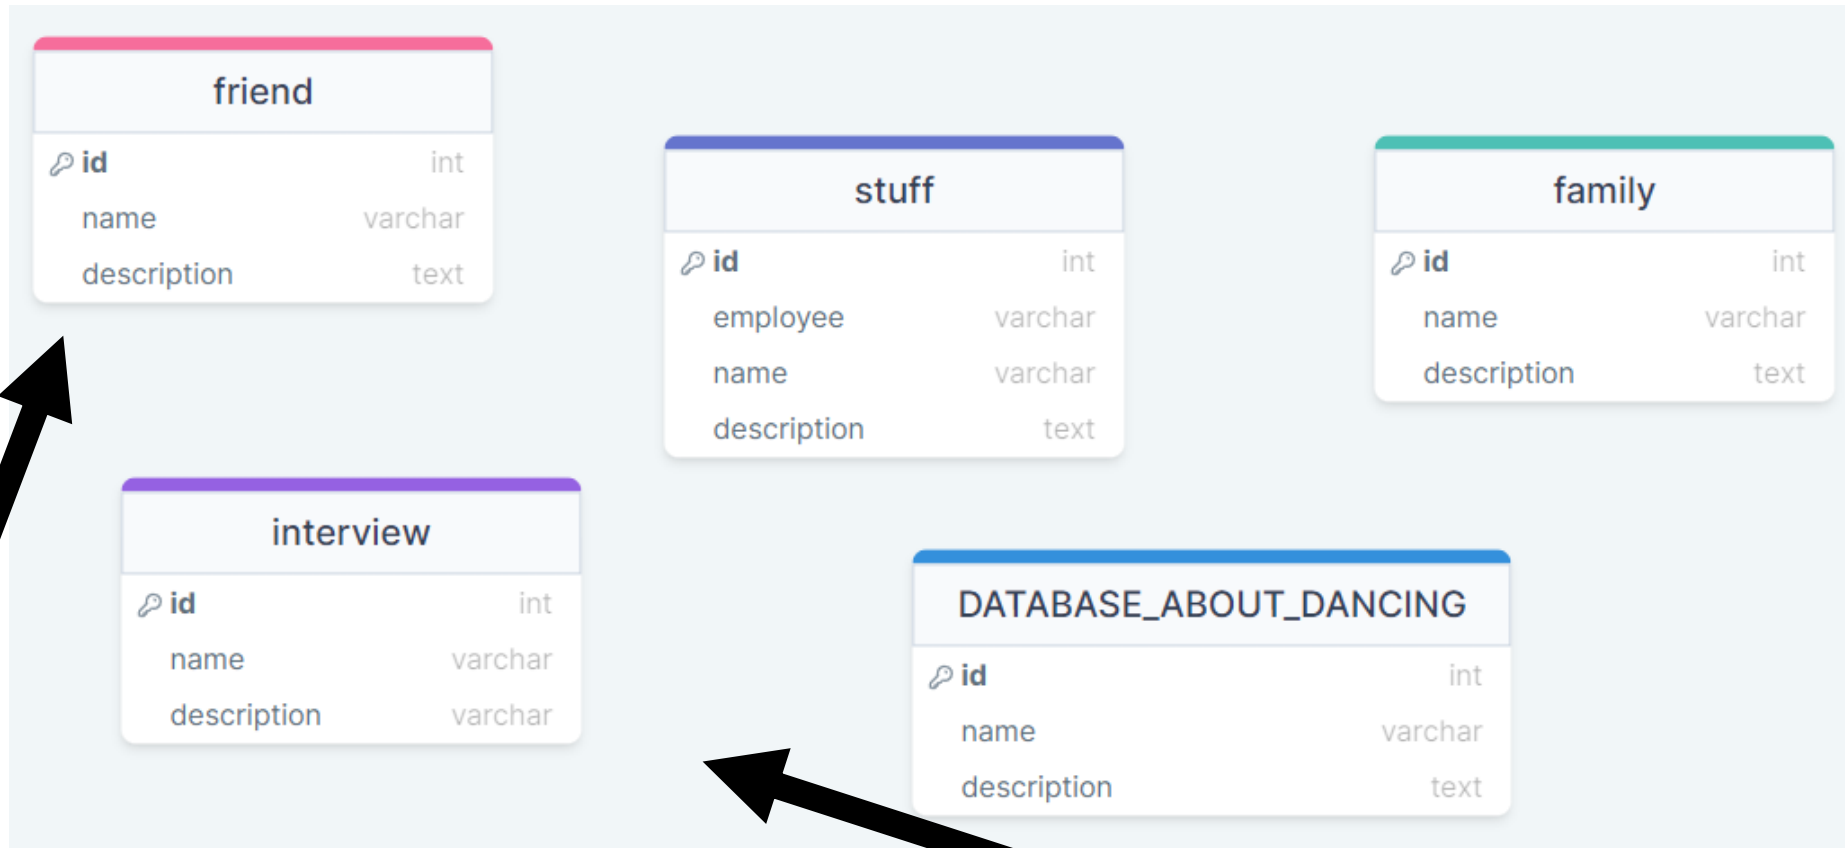 friend
id int
name varchar
description text
stuff
id int
employee varchar
name varchar
description text
family
id int
name varchar
description text
interview
id int
name varchar
description varchar
DATABASE_ABOUT_DANCING
id int
name varchar
description text